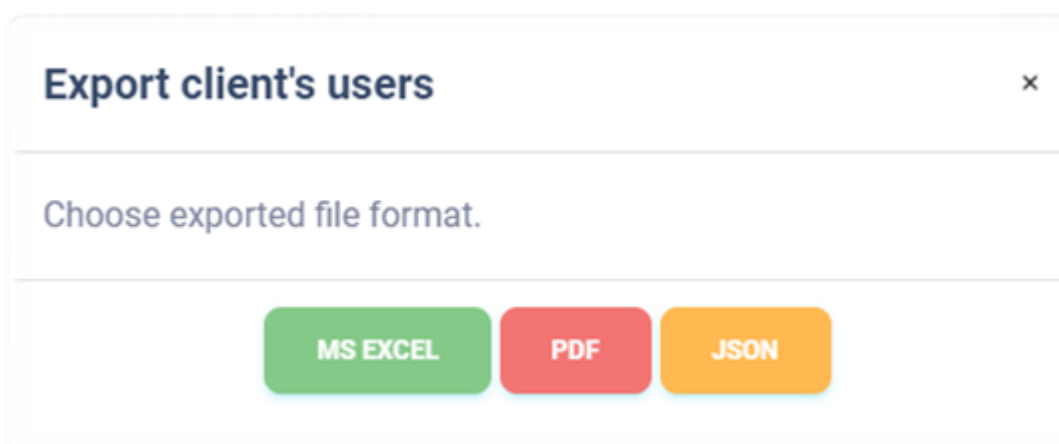 Export client's users
×
Choose exported file format.
MS EXCEL
PDF
JSON